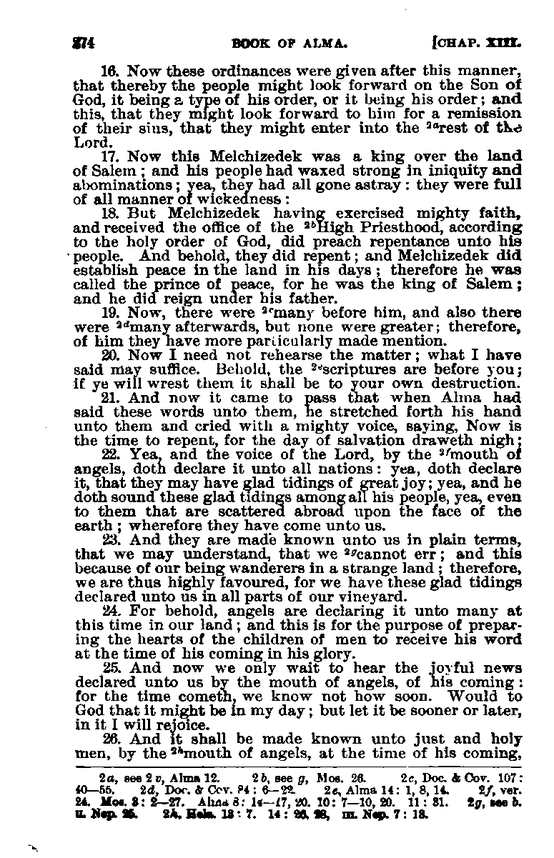 274 BOOK OF ALMA. [CHAP. XIII.
16. Now these ordinances were given after this manner,
that thereby the people might look forward on the Son of
God, it being a type of his order, or it being his order; and
this, that they might look forward to him for a remission
of their sins, that they might enter into the 2arest of the
Lord.
17. Now this Melchizedek was a king over the land
of Salem; and his people had waxed strong in iniquity and
abominations; yea, they had all gone astray: they were full
of all manner of wickedness:
18. But Melchizedek having exercised mighty faith,
and received the office of the 2bHigh Priesthood, according
to the holy order of God, did preach repentance unto his
people. And behold, they did repent; and Melchizedek did
establish peace in the land in his days; therefore he was
called the prince of peace, for he was the king of Salem;
and he did reign under his father.
19. Now, there were 2cmany before him, and also there
were 2dmany afterwards, but none were greater; therefore,
of him they have more particularly made mention.
20. Now I need not rehearse the matter; what I have
said may suffice. Behold, the 2escriptures are before you;
if ye will wrest them it shall be to your own destruction.
21. And now it came to pass that when Alma had
said these words unto them, he stretched forth his hand
unto them and cried with a mighty voice, saying, Now is
the time to repent, for the day of salvation draweth nigh;
22. Yea, and the voice of the Lord, by the 2fmouth of
angels, doth declare it unto all nations: yea, doth declare
it, that they may have glad tidings of great joy; yea, and he
doth sound these glad tidings among all his people, yea, even
to them that are scattered abroad upon the face of the
earth; wherefore they have come unto us.
23. And they are made known unto us in plain terms,
that we may understand, that we 2gcannot err; and this
because of our being wanderers in a strange land; therefore,
we are thus highly favoured, for we have these glad tidings
declared unto us in all parts of our vineyard.
24. For behold, angels are declaring it unto many at
this time in our land; and this is for the purpose of prepar-
ing the hearts of the children of men to receive his word
at the time of his coming in his glory.
25. And now we only wait to hear the joyful news
declared unto us by the mouth of angels, of his coming:
for the time cometh, we know not how soon. Would to
God that it might be in my day; but let it be sooner or later,
in it I will rejoice.
26. And it shall be made known unto just and holy
men, by the 2hmouth of angels, at the time of his coming,
2a, see 2 v, Alma 12. 2b, see g, Mos. 26. 2c, Doc. & Cov. 107:
40—55. 2d, Doc. & Cov. 84: 6—22. 2e, Alma 14: 1, 8, 14. 2f, ver.
24. Mos. 3: 2—27. Alma 8: 14—17, 20. 10: 7—10, 20. 11: 31. 2g, see b.
II. Nep. 25. 2h, Hela. 13: 7. 14: 26, 28, III. Nep. 7: 18.